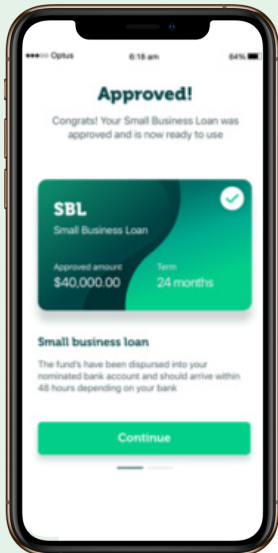 Optus 6:18 am 64%
Approved!
Congrats! Your Small Business Loan was
approved and is now ready to use
SBL
Small Business Loan
Approved amount Term
$40,000.00 24 months
Small business loan
The fund's have been dispursed into your
nominated bank account and should arrive within
48 hours depending on your bank
Continue